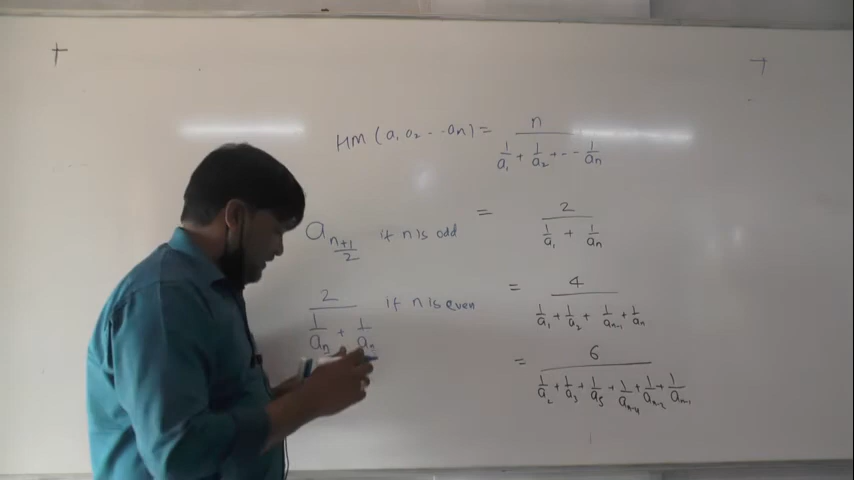 HM (a₁ a₂ - - an) = n / (1/a₁ + 1/a₂ + - - 1/an)
a_(n+1)/2 if n is odd = 2 / (1/a₁ + 1/an)
2 / (1/an + 1/an) if n is even = 4 / (1/a₁ + 1/a₂ + 1/an-1 + 1/an)
= 6 / (1/a₂ + 1/a₃ + 1/a₅ + 1/an-4 + 1/an-2 + 1/an-1)